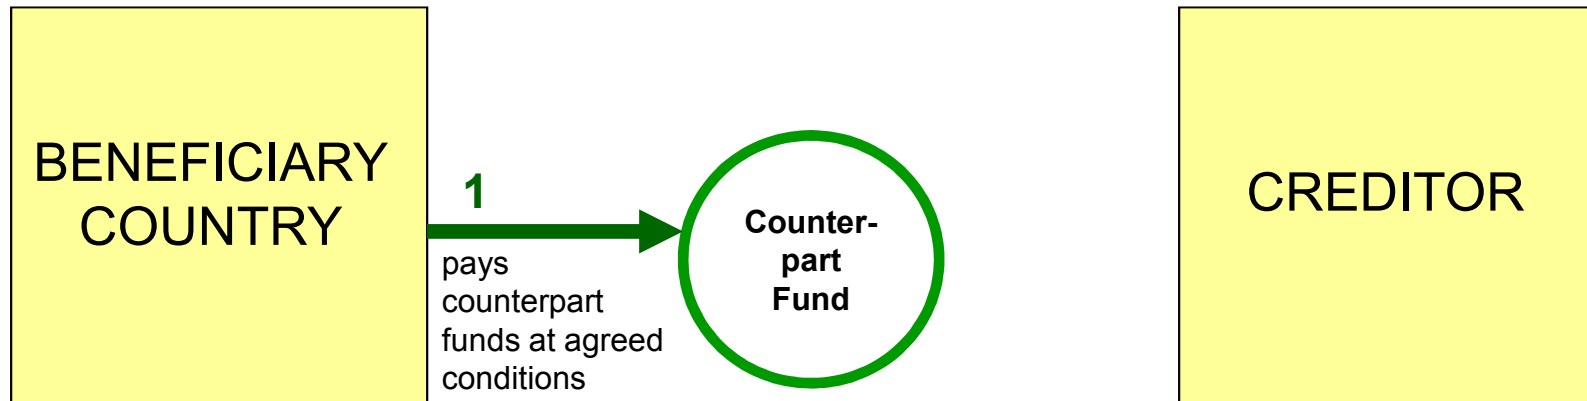 BENEFICIARY
COUNTRY
1
pays
counterpart
funds at agreed
conditions
Counter-
part
Fund
CREDITOR